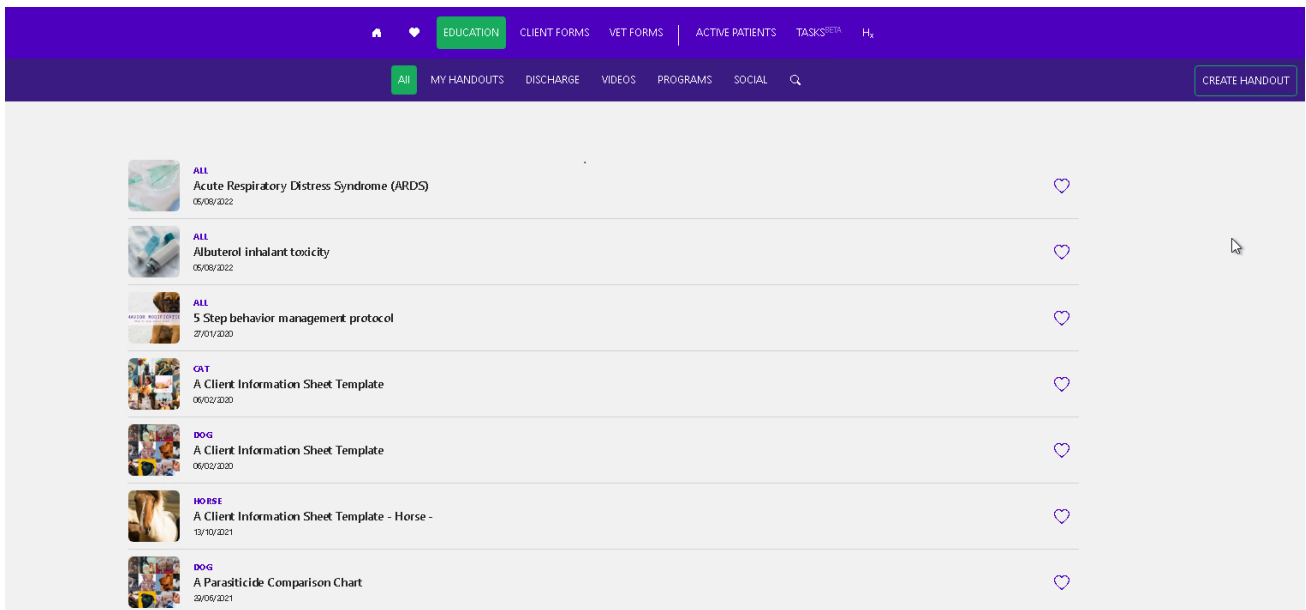 EDUCATION CLIENT FORMS VET FORMS ACTIVE PATIENTS TASKSBETA Hx
All MY HANDOUTS DISCHARGE VIDEOS PROGRAMS SOCIAL CREATE HANDOUT
ALL
Acute Respiratory Distress Syndrome (ARDS)
05/08/2022
ALL
Albuterol inhalant toxicity
05/08/2022
ALL
5 Step behavior management protocol
27/01/2020
CAT
A Client Information Sheet Template
06/02/2020
DOG
A Client Information Sheet Template
06/02/2020
HORSE
A Client Information Sheet Template - Horse -
13/10/2021
DOG
A Parasiticide Comparison Chart
29/06/2021